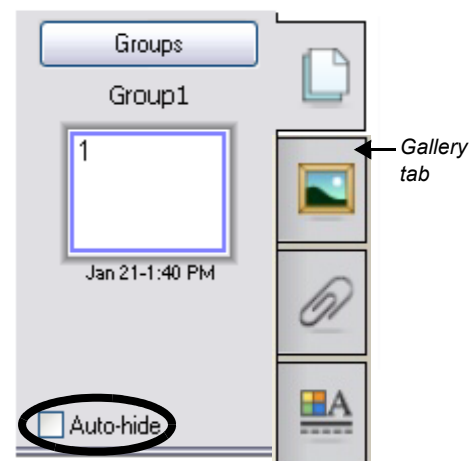 Groups
Group1
1
Jan 21-1:40 PM
Gallery
tab
A
Auto-hide